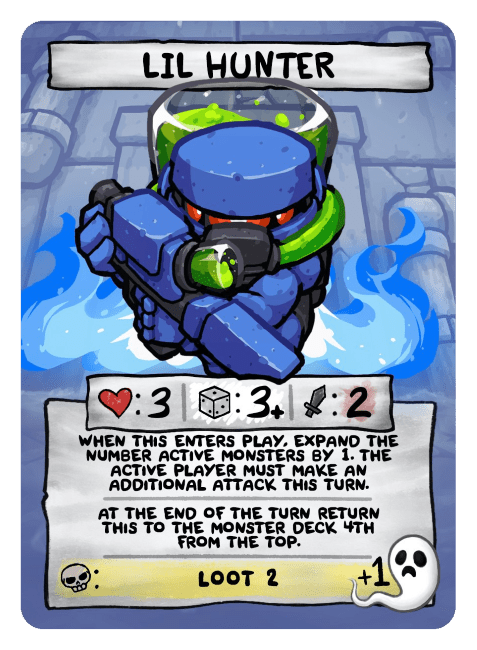 LIL HUNTER
:3 :3+ :2
WHEN THIS ENTERS PLAY, EXPAND THE
NUMBER ACTIVE MONSTERS BY 1. THE
ACTIVE PLAYER MUST MAKE AN
ADDITIONAL ATTACK THIS TURN.
AT THE END OF THE TURN RETURN
THIS TO THE MONSTER DECK 4TH
FROM THE TOP.
: LOOT 2 +1